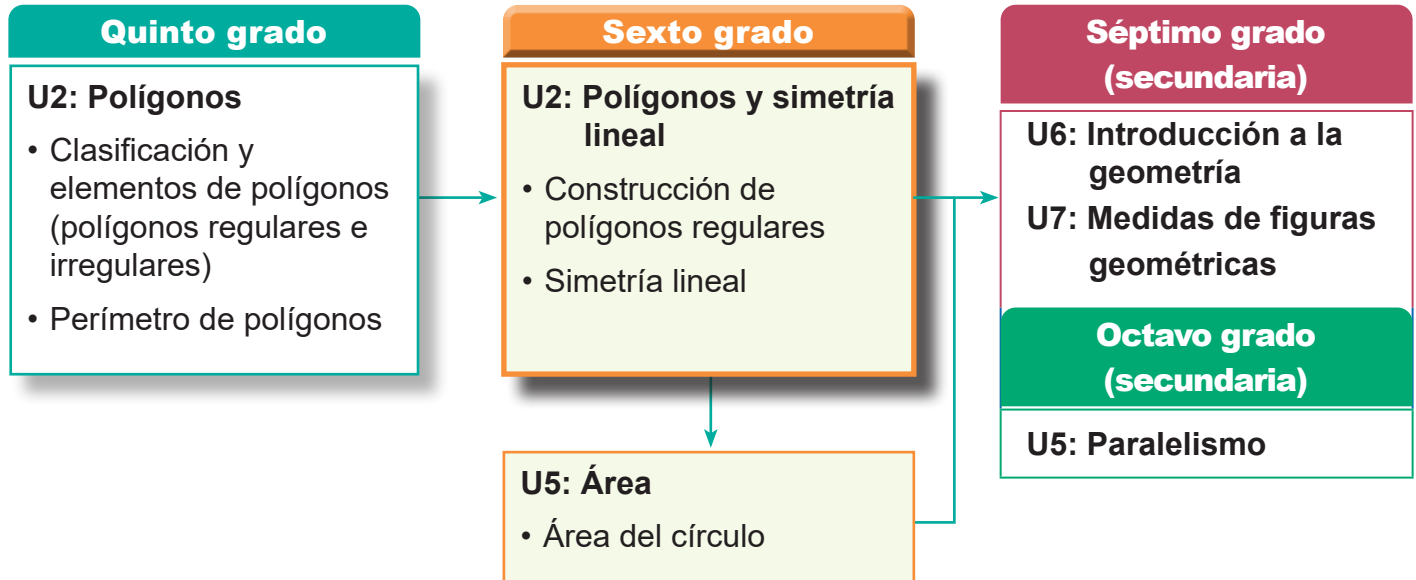 Quinto grado
U2: Polígonos
• Clasificación y
elementos de polígonos
(polígonos regulares e
irregulares)
• Perímetro de polígonos
Sexto grado
U2: Polígonos y simetría
lineal
• Construcción de
polígonos regulares
• Simetría lineal
U5: Área
• Área del círculo
Séptimo grado
(secundaria)
U6: Introducción a la
geometría
U7: Medidas de figuras
geométricas
Octavo grado
(secundaria)
U5: Paralelismo